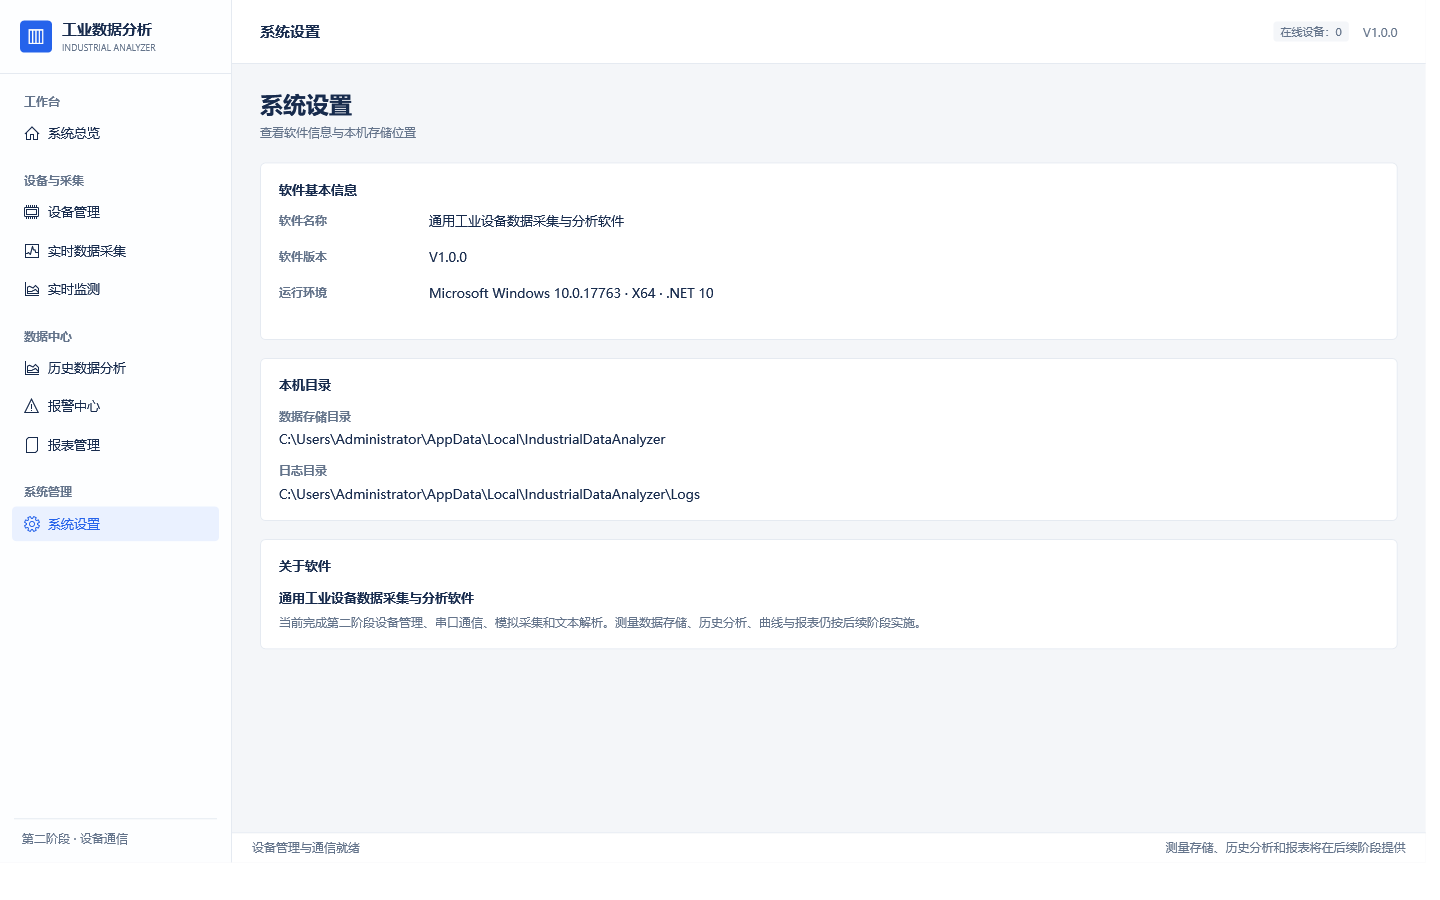 工业数据分析
INDUSTRIAL ANALYZER
工作台
系统总览
设备与采集
设备管理
实时数据采集
实时监测
数据中心
历史数据分析
报警中心
报表管理
系统管理
系统设置
第二阶段 · 设备通信
系统设置
在线设备：0
V1.0.0
系统设置
查看软件信息与本机存储位置
软件基本信息
软件名称 通用工业设备数据采集与分析软件
软件版本 V1.0.0
运行环境 Microsoft Windows 10.0.17763 · X64 · .NET 10
本机目录
数据存储目录
C:\Users\Administrator\AppData\Local\IndustrialDataAnalyzer
日志目录
C:\Users\Administrator\AppData\Local\IndustrialDataAnalyzer\Logs
关于软件
通用工业设备数据采集与分析软件
当前完成第二阶段设备管理、串口通信、模拟采集和文本解析。测量数据存储、历史分析、曲线与报表仍按后续阶段实施。
设备管理与通信就绪
测量存储、历史分析和报表将在后续阶段提供